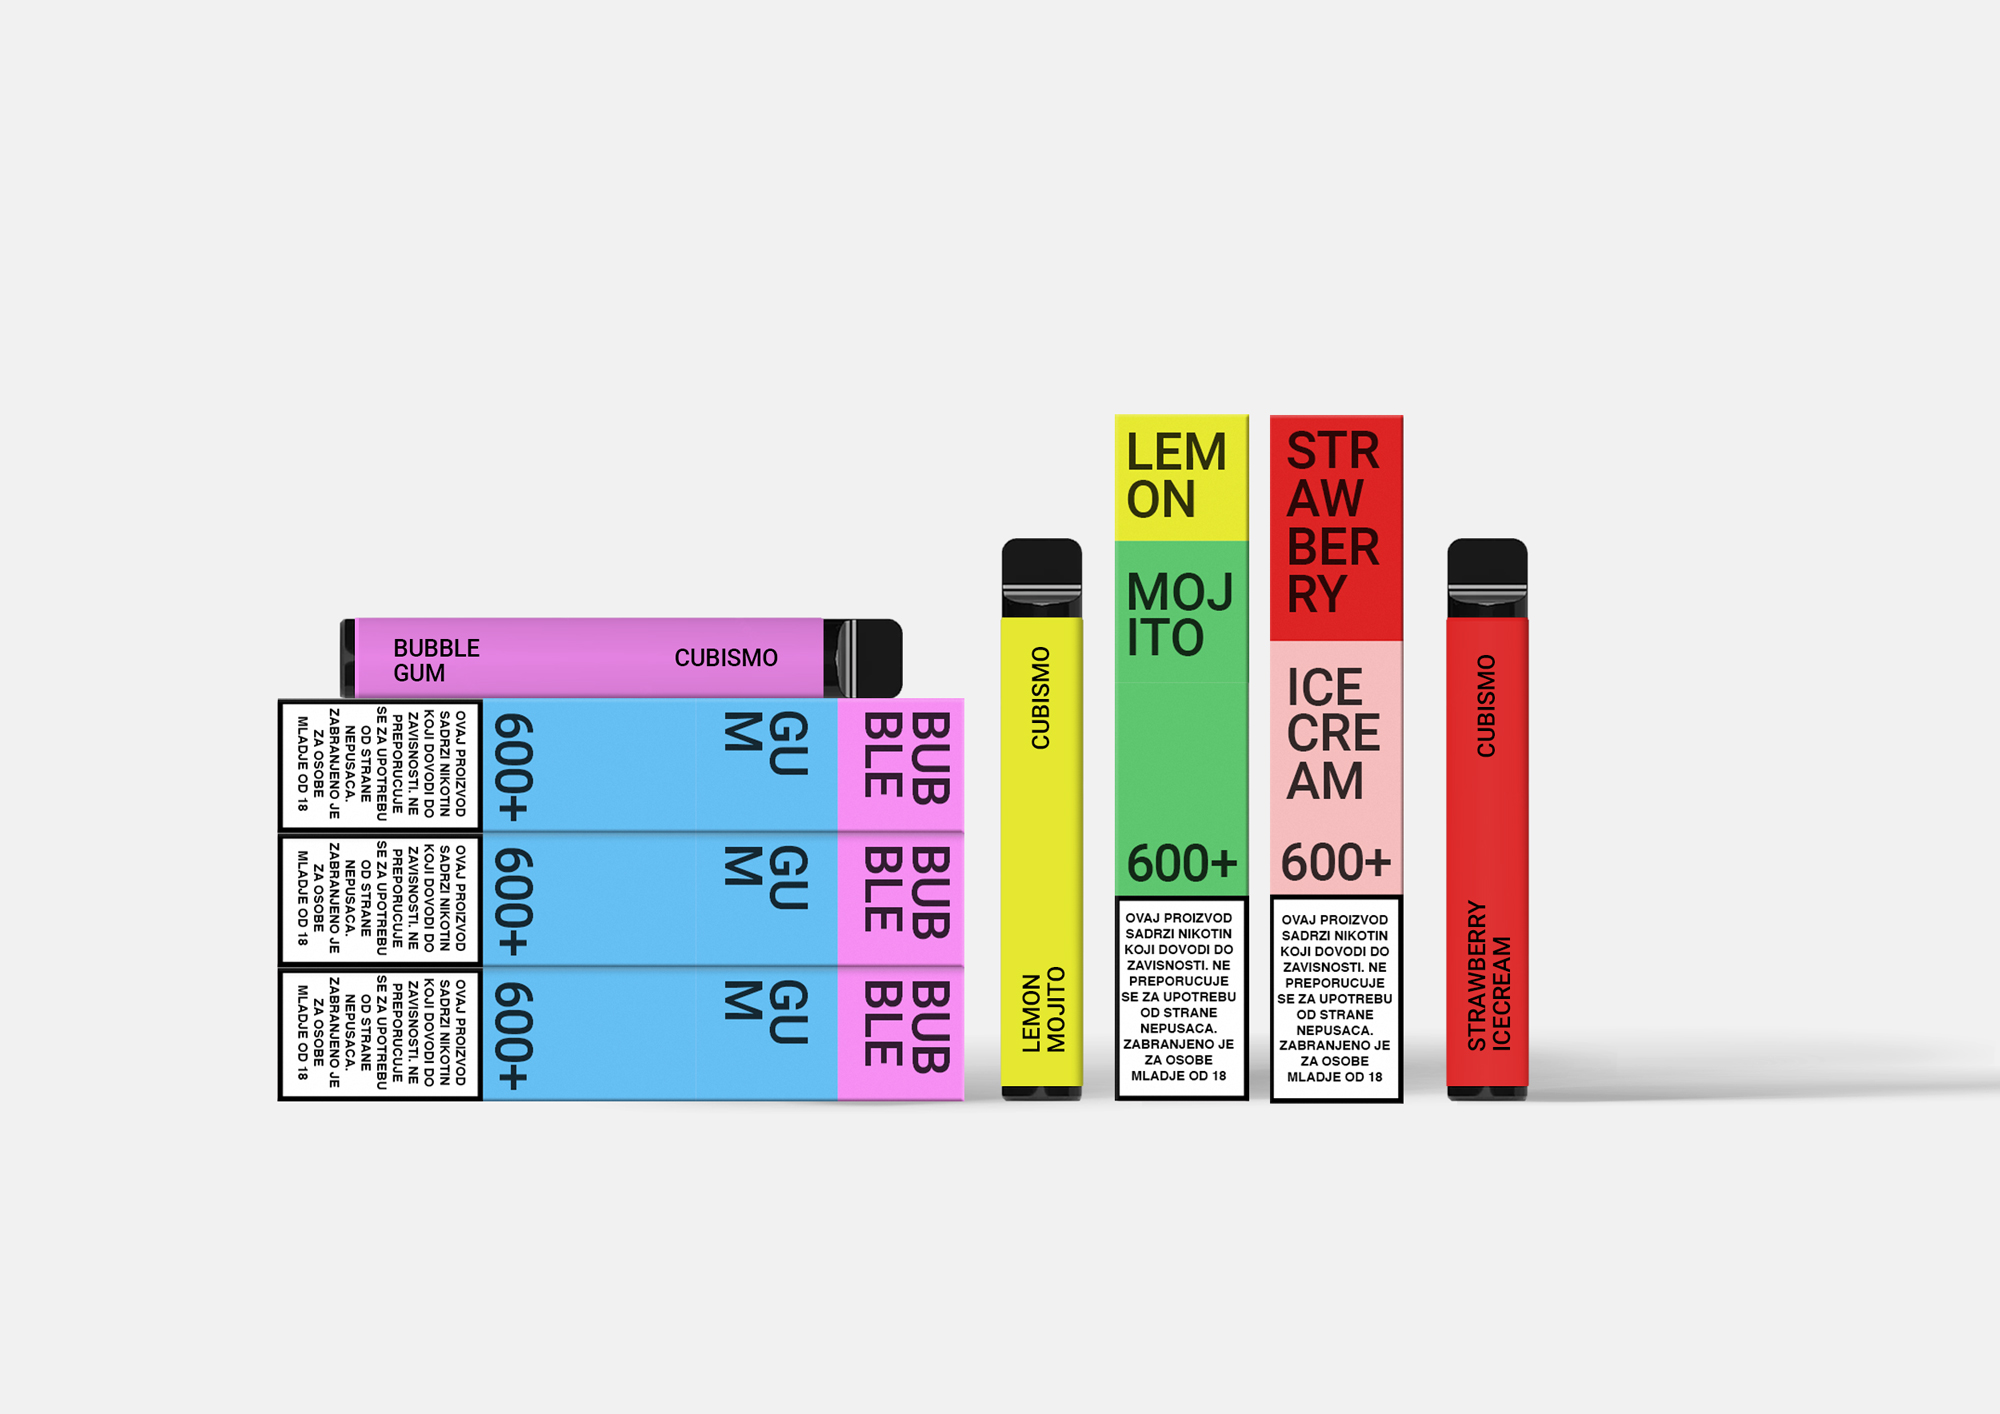 BUBBLE
GUM
CUBISMO
BUB
BLE
GU
M
600+
OVAJ PROIZVOD
SADRZI NIKOTIN
KOJI DOVODI DO
ZAVISNOSTI. NE
PREPORUCUJE
SE ZA UPOTREBU
OD STRANE
NEPUSACA.
ZABRANJENO JE
ZA OSOBE
MLADJE OD 18
BUB
BLE
GU
M
600+
OVAJ PROIZVOD
SADRZI NIKOTIN
KOJI DOVODI DO
ZAVISNOSTI. NE
PREPORUCUJE
SE ZA UPOTREBU
OD STRANE
NEPUSACA.
ZABRANJENO JE
ZA OSOBE
MLADJE OD 18
BUB
BLE
GU
M
600+
OVAJ PROIZVOD
SADRZI NIKOTIN
KOJI DOVODI DO
ZAVISNOSTI. NE
PREPORUCUJE
SE ZA UPOTREBU
OD STRANE
NEPUSACA.
ZABRANJENO JE
ZA OSOBE
MLADJE OD 18
LEMON
MOJITO
CUBISMO
LEM
ON
MOJ
ITO
600+
OVAJ PROIZVOD
SADRZI NIKOTIN
KOJI DOVODI DO
ZAVISNOSTI. NE
PREPORUCUJE
SE ZA UPOTREBU
OD STRANE
NEPUSACA.
ZABRANJENO JE
ZA OSOBE
MLADJE OD 18
STR
AW
BER
RY
ICE
CRE
AM
600+
OVAJ PROIZVOD
SADRZI NIKOTIN
KOJI DOVODI DO
ZAVISNOSTI. NE
PREPORUCUJE
SE ZA UPOTREBU
OD STRANE
NEPUSACA.
ZABRANJENO JE
ZA OSOBE
MLADJE OD 18
STRAWBERRY
ICECREAM
CUBISMO